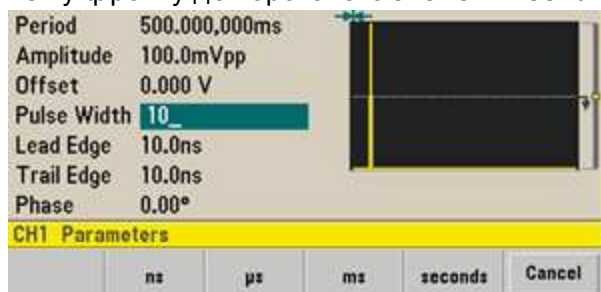 Period 500.000,000ms
Amplitude 100.0mVpp
Offset 0.000 V
Pulse Width 10_
Lead Edge 10.0ns
Trail Edge 10.0ns
Phase 0.00°
CH1 Parameters
ns µs ms seconds Cancel